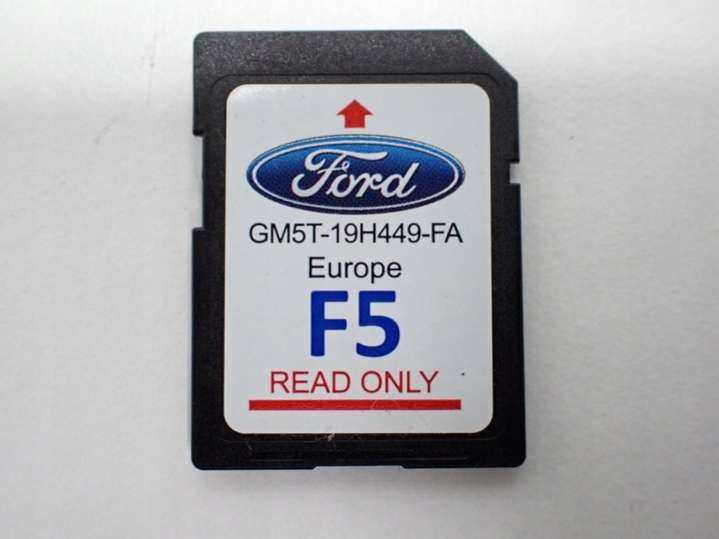 Ford
GM5T-19H449-FA
Europe
F5
READ ONLY